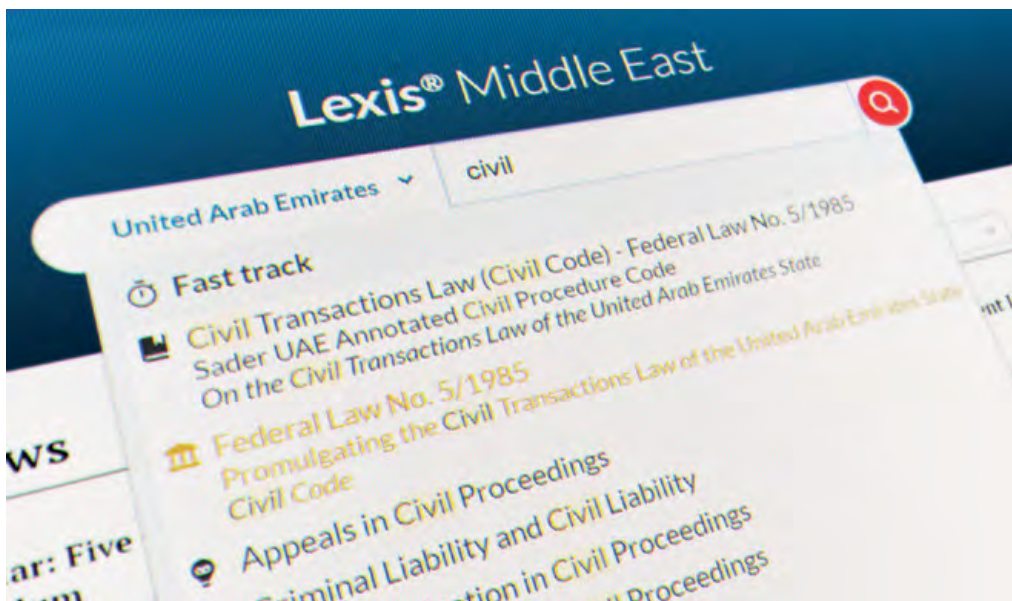 Lexis® Middle East
United Arab Emirates
civil
Fast track
Civil Transactions Law (Civil Code) - Federal Law No. 5/1985
Sader UAE Annotated Civil Procedure Code
On the Civil Transactions Law of the United Arab Emirates State
Federal Law No. 5/1985
Promulgating the Civil Transactions Law of the United Arab Emirates State
Civil Code
Appeals in Civil Proceedings
Criminal Liability and Civil Liability
in Civil Proceedings
Civil Proceedings
ws
ar: Five
ent